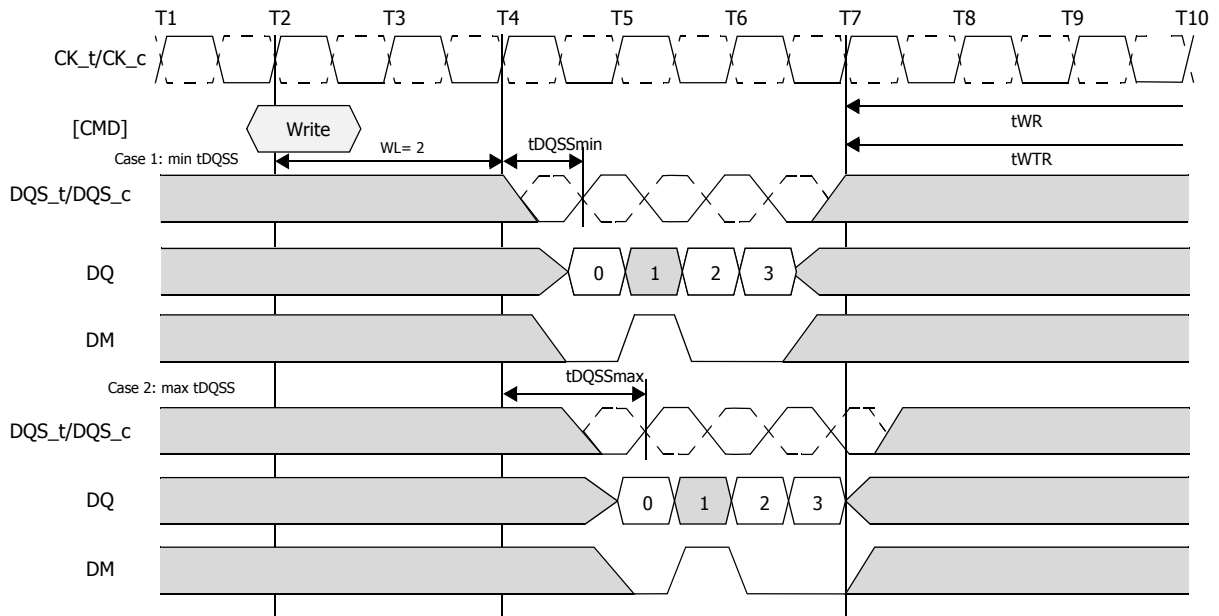 T1 T2 T3 T4 T5 T6 T7 T8 T9 T10
CK_t/CK_c
[CMD] Write tWR
Case 1: min tDQSS WL= 2 tDQSSmin tWTR
DQS_t/DQS_c
DQ 0 1 2 3
DM
Case 2: max tDQSS tDQSSmax
DQS_t/DQS_c
DQ 0 1 2 3
DM